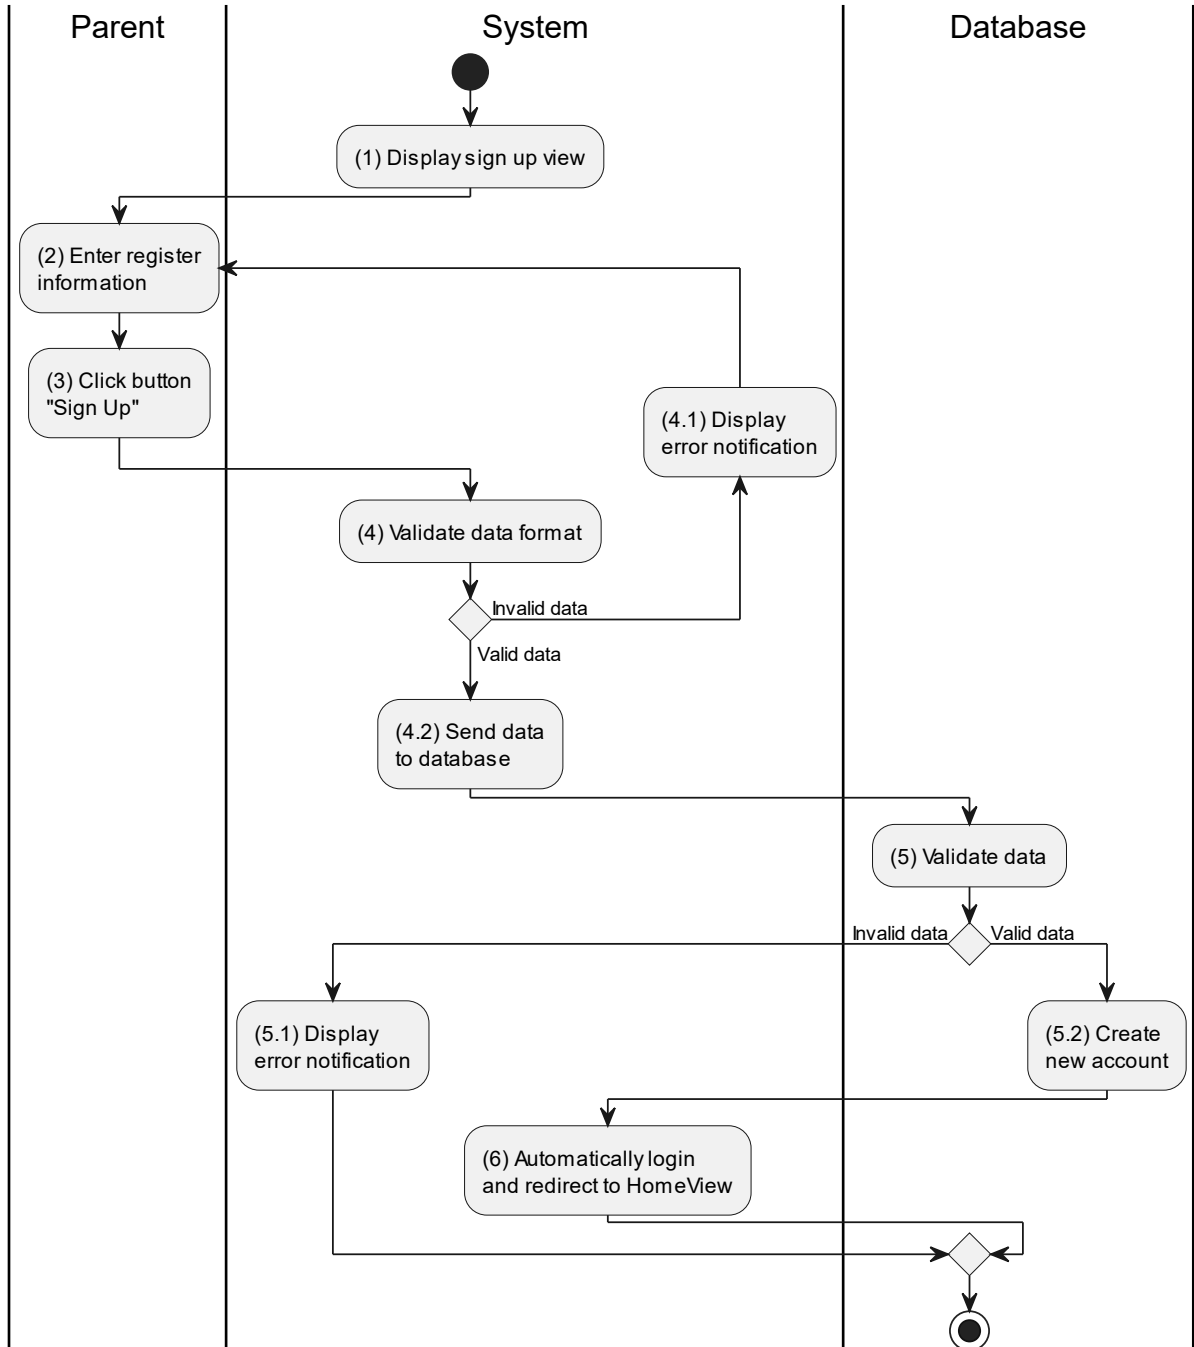 Parent
System
Database
(1) Display sign up view
(2) Enter register
information
(3) Click button
"Sign Up"
(4.1) Display
error notification
(4) Validate data format
Invalid data
Valid data
(4.2) Send data
to database
(5) Validate data
Invalid data
Valid data
(5.1) Display
error notification
(5.2) Create
new account
(6) Automatically login
and redirect to HomeView